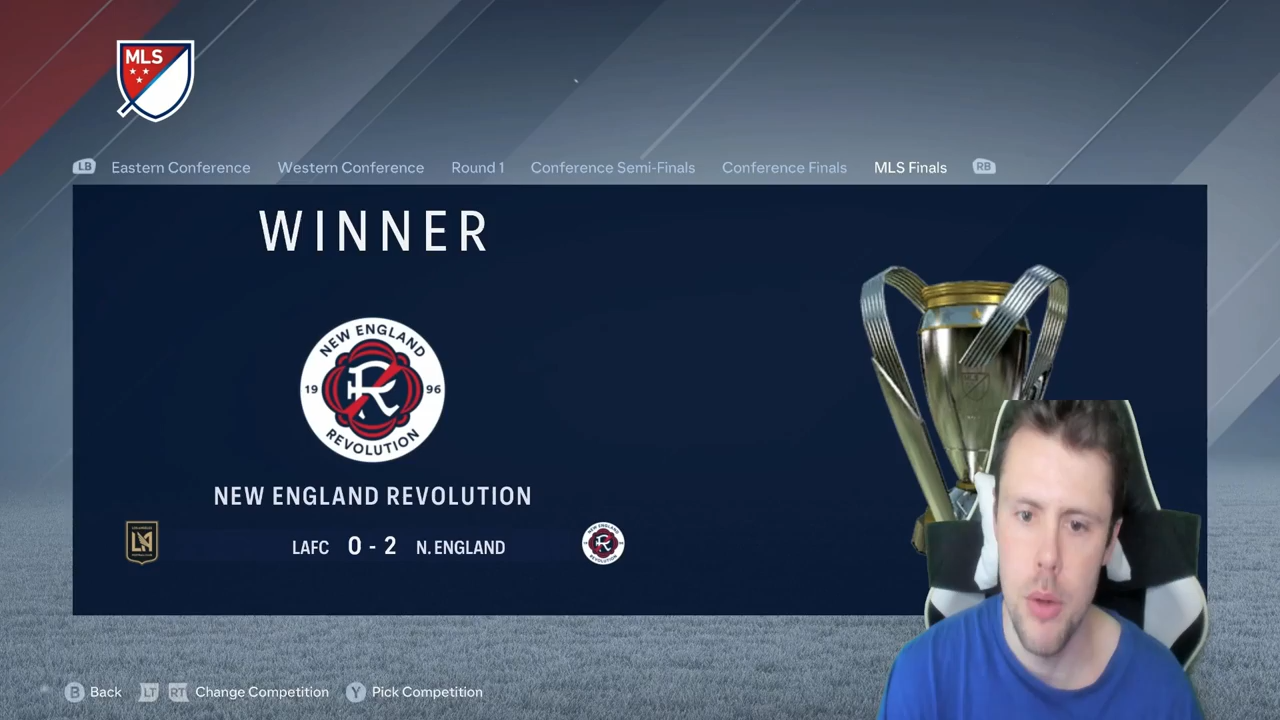 MLS
LB Eastern Conference Western Conference Round 1 Conference Semi-Finals Conference Finals MLS Finals RB
WINNER
NEW ENGLAND
19 R 96
REVOLUTION
NEW ENGLAND REVOLUTION
LAFC 0 - 2 N. ENGLAND
B Back LT RT Change Competition Y Pick Competition